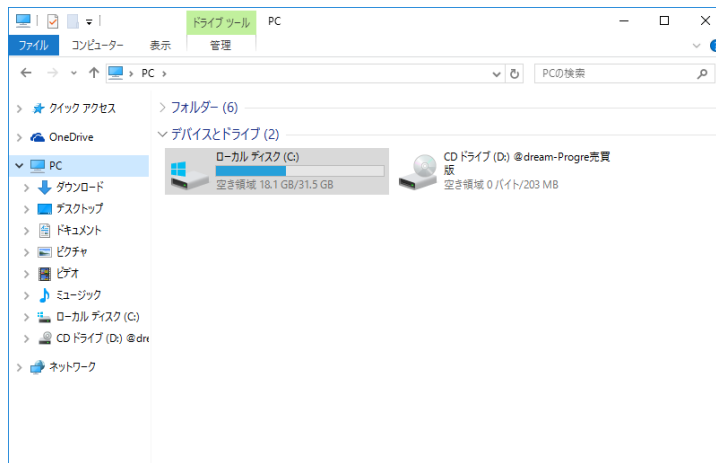 ドライブ ツール PC
ファイル コンピューター 表示 管理
PC
PCの検索
クイック アクセス
OneDrive
PC
ダウンロード
デスクトップ
ドキュメント
ピクチャ
ビデオ
ミュージック
ローカル ディスク (C:)
CD ドライブ (D:) @dre
ネットワーク
フォルダー (6)
デバイスとドライブ (2)
ローカル ディスク (C:)
空き領域 18.1 GB/31.5 GB
CD ドライブ (D:) @dream-Progre売買
版
空き領域 0 バイト/203 MB